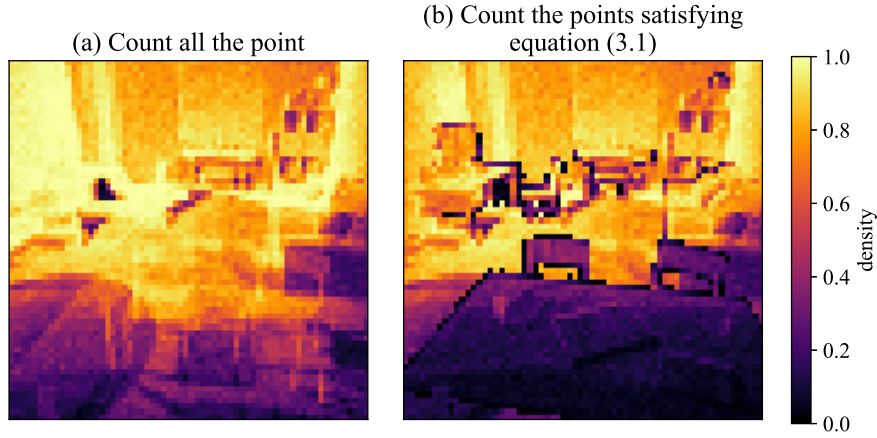 (a) Count all the point
(b) Count the points satisfying
equation (3.1)
1.0
0.8
0.6
0.4
0.2
0.0
density